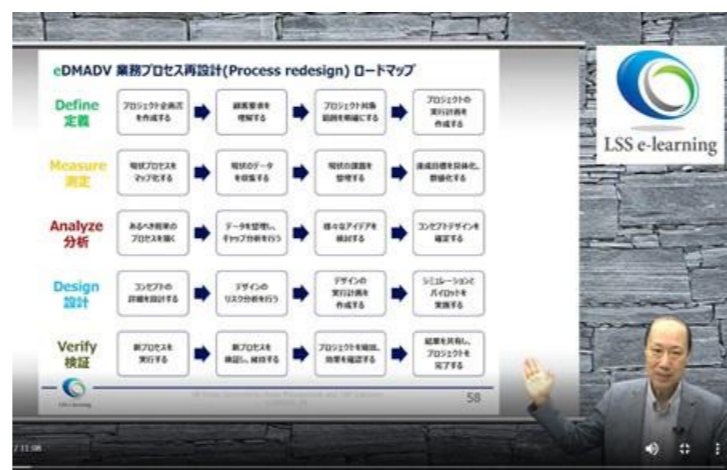 eDMADV 業務プロセス再設計(Process redesign) ロードマップ
Define
定義
プロジェクト企画書
を作成する
顧客要求を
理解する
プロジェクト対象
範囲を明確にする
プロジェクトの
実行計画を
作成する
Measure
測定
現状プロセスを
マップ化する
現状のデータ
を収集する
現状の課題を
整理する
達成目標を具体化、
数値化する
Analyze
分析
あるべき将来の
プロセスを描く
データを整理し、
ギャップ分析を行う
様々なアイデアを
検討する
コンセプトデザインを
確定する
Design
設計
コンセプトの
詳細を設計する
デザインの
リスク分析を行う
デザインの
実行計画を
作成する
シミュレーションと
パイロットを
実施する
Verify
検証
新プロセスを
実行する
新プロセスを
検証し、維持する
プロジェクトを総括、
効果を確認する
結果を共有し、
プロジェクトを
完了する
LSS e-learning
58
LSS e-learning
/ 11:08